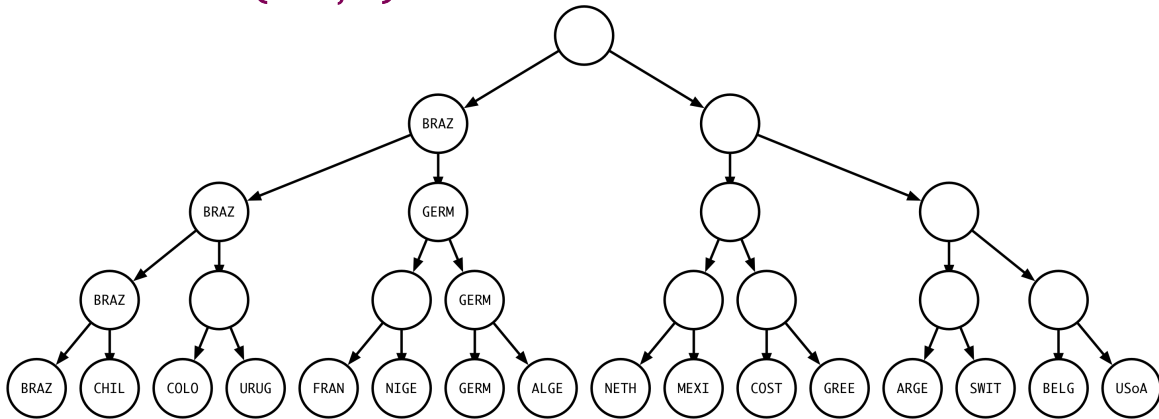 BRAZ
BRAZ GERM
BRAZ GERM
BRAZ CHIL COLO URUG FRAN NIGE GERM ALGE NETH MEXI COST GREE ARGE SWIT BELG USoA